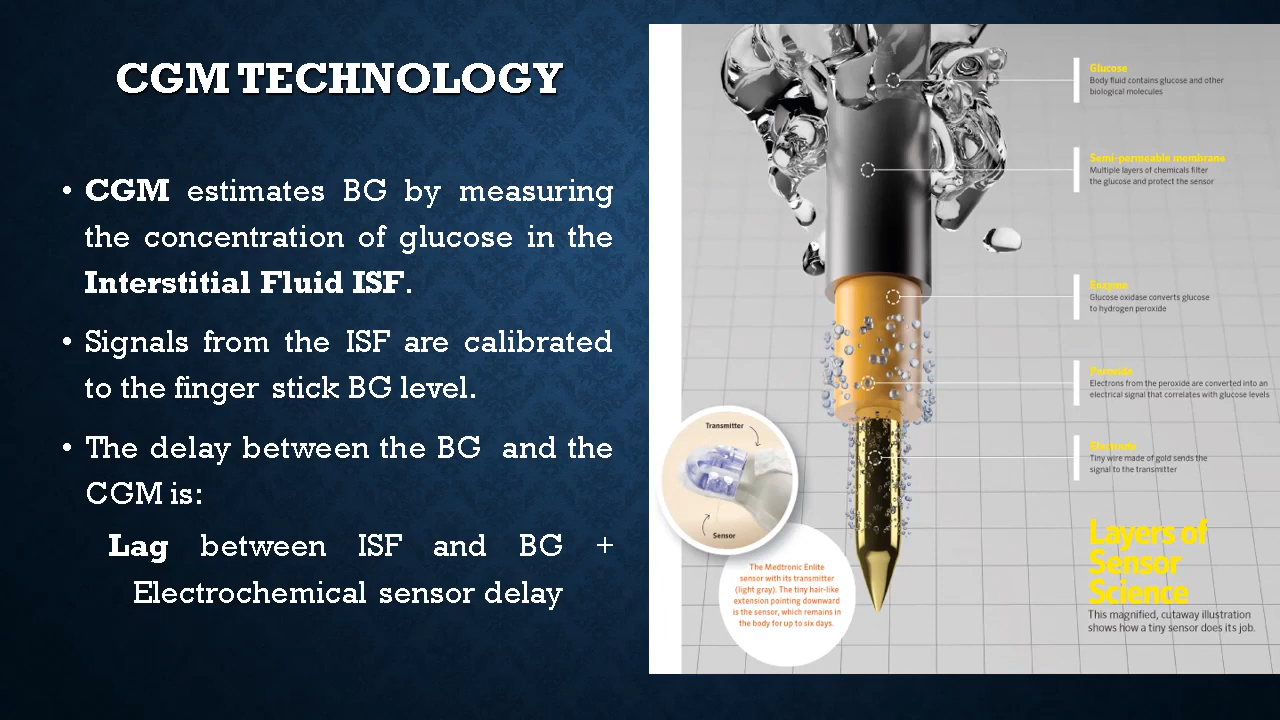 CGM TECHNOLOGY
• CGM estimates BG by measuring
the concentration of glucose in the
Interstitial Fluid ISF.
• Signals from the ISF are calibrated
to the finger stick BG level.
• The delay between the BG and the
CGM is:
Lag between ISF and BG +
Electrochemical sensor delay
Glucose
Body fluid contains glucose and other
biological molecules
Semi-permeable membrane
Multiple layers of chemicals filter
the glucose and protect the sensor
Enzyme
Glucose oxidase converts glucose
to hydrogen peroxide
Peroxide
Electrons from the peroxide are converted into an
electrical signal that correlates with glucose levels
Electrode
Tiny wire made of gold sends the
signal to the transmitter
Transmitter
Sensor
The Medtronic Enlite
sensor with its transmitter
(light gray). The tiny hair-like
extension pointing downward
is the sensor, which remains in
the body for up to six days.
Layers of
Sensor
Science
This magnified, cutaway illustration
shows how a tiny sensor does its job.